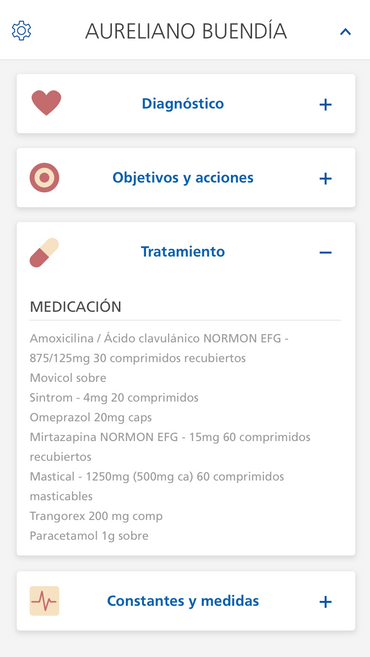 AURELIANO BUENDÍA
Diagnóstico
Objetivos y acciones
Tratamiento
MEDICACIÓN
Amoxicilina / Ácido clavulánico NORMON EFG -
875/125mg 30 comprimidos recubiertos
Movicol sobre
Sintrom - 4mg 20 comprimidos
Omeprazol 20mg caps
Mirtazapina NORMON EFG - 15mg 60 comprimidos
recubiertos
Mastical - 1250mg (500mg ca) 60 comprimidos
masticables
Trangorex 200 mg comp
Paracetamol 1g sobre
Constantes y medidas